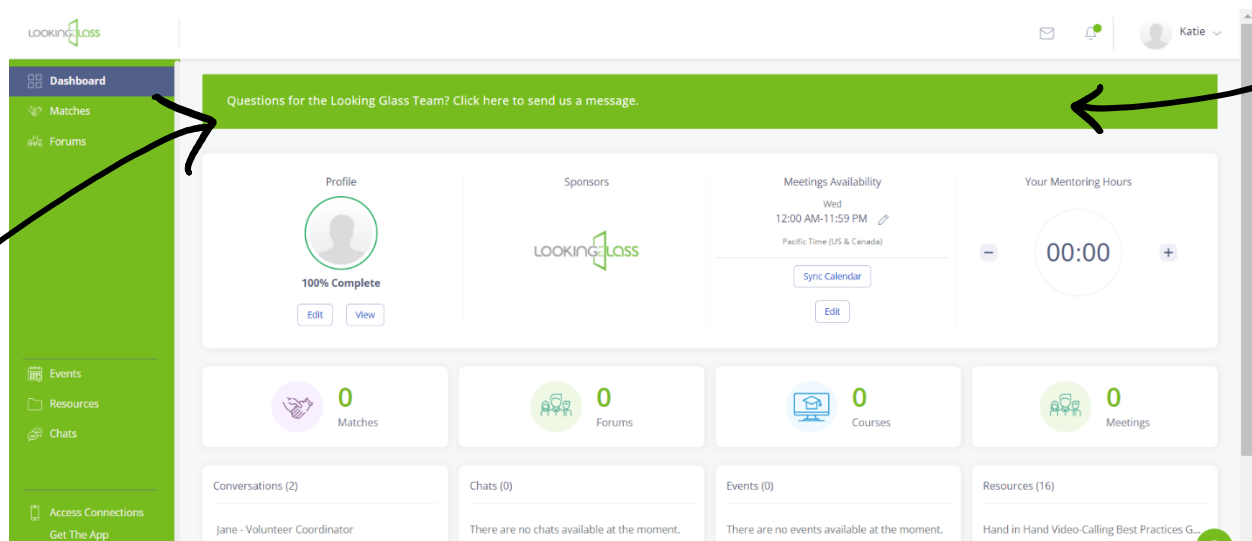 LOOKINGGLASS
Katie
Dashboard
Matches
Forums
Events
Resources
Chats
Access Connections
Get The App
Questions for the Looking Glass Team? Click here to send us a message.
Profile
100% Complete
Edit View
Sponsors
LOOKINGGLASS
Meetings Availability
Wed
12:00 AM-11:59 PM
Pacific Time (US & Canada)
Sync Calendar
Edit
Your Mentoring Hours
- 00:00 +
0
Matches
0
Forums
0
Courses
0
Meetings
Conversations (2)
Jane - Volunteer Coordinator
Chats (0)
There are no chats available at the moment.
Events (0)
There are no events available at the moment.
Resources (16)
Hand in Hand Video-Calling Best Practices G...